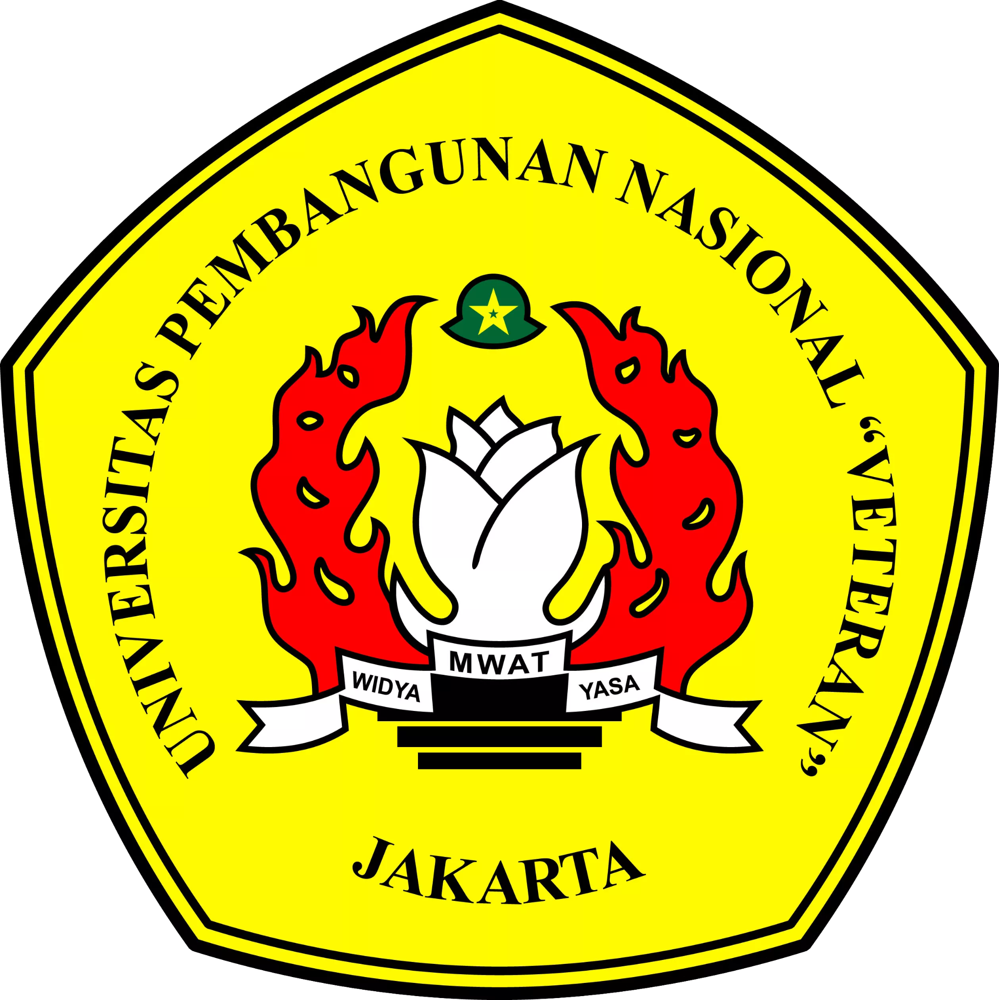 UNIVERSITAS PEMBANGUNAN NASIONAL “VETERAN”
WIDYA MWAT YASA
JAKARTA